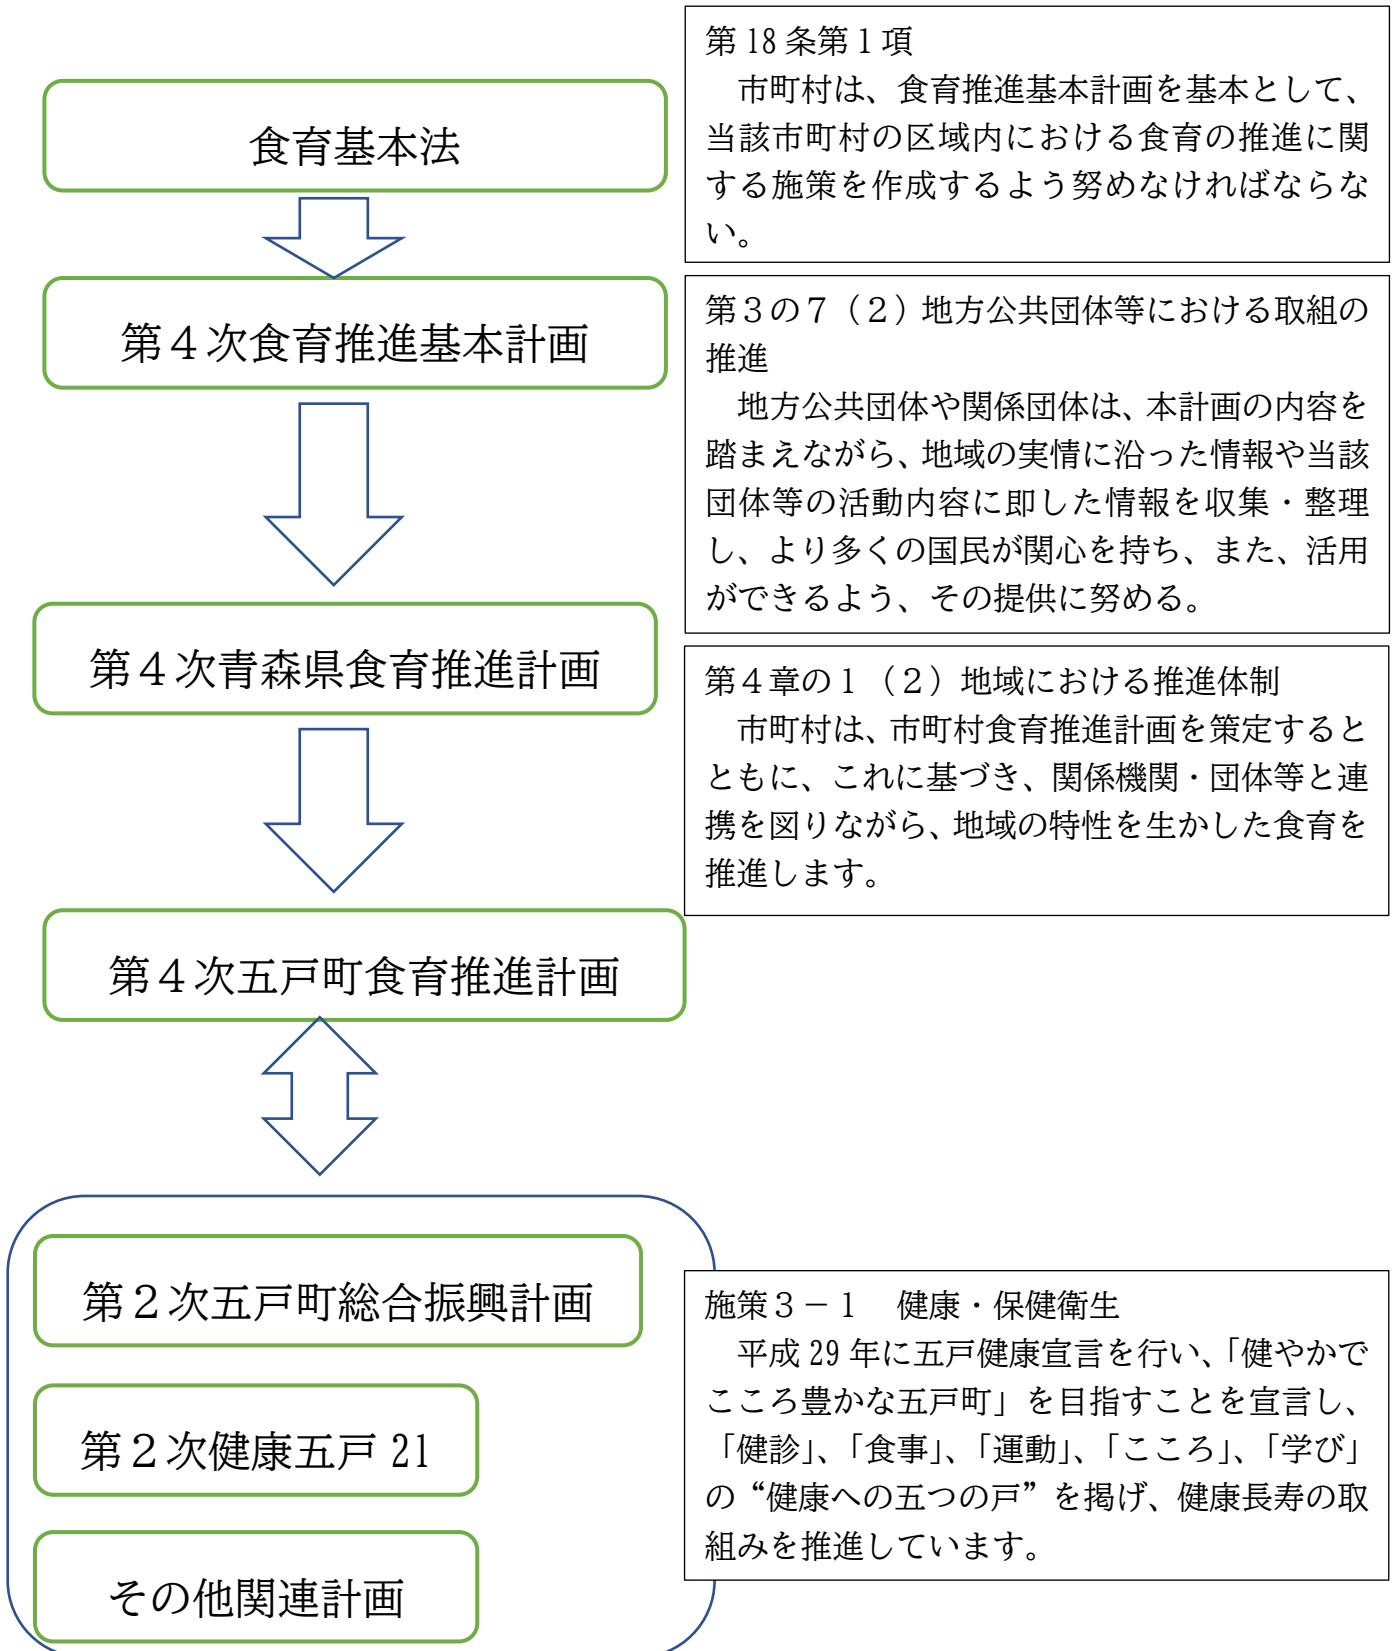 食育基本法
第18条第1項
市町村は、食育推進基本計画を基本として、
当該市町村の区域内における食育の推進に関
する施策を作成するよう努めなければならな
い。
第４次食育推進基本計画
第３の７（２）地方公共団体等における取組の
推進
地方公共団体や関係団体は、本計画の内容を
踏まえながら、地域の実情に沿った情報や当該
団体等の活動内容に即した情報を収集・整理
し、より多くの国民が関心を持ち、また、活用
ができるよう、その提供に努める。
第４次青森県食育推進計画
第４章の１（２）地域における推進体制
市町村は、市町村食育推進計画を策定すると
ともに、これに基づき、関係機関・団体等と連
携を図りながら、地域の特性を生かした食育を
推進します。
第４次五戸町食育推進計画
第２次五戸町総合振興計画
第２次健康五戸21
その他関連計画
施策３－１　健康・保健衛生
平成29年に五戸健康宣言を行い、「健やかで
こころ豊かな五戸町」を目指すことを宣言し、
「健診」、「食事」、「運動」、「こころ」、「学び」
の“健康への五つの戸”を掲げ、健康長寿の取
組みを推進しています。